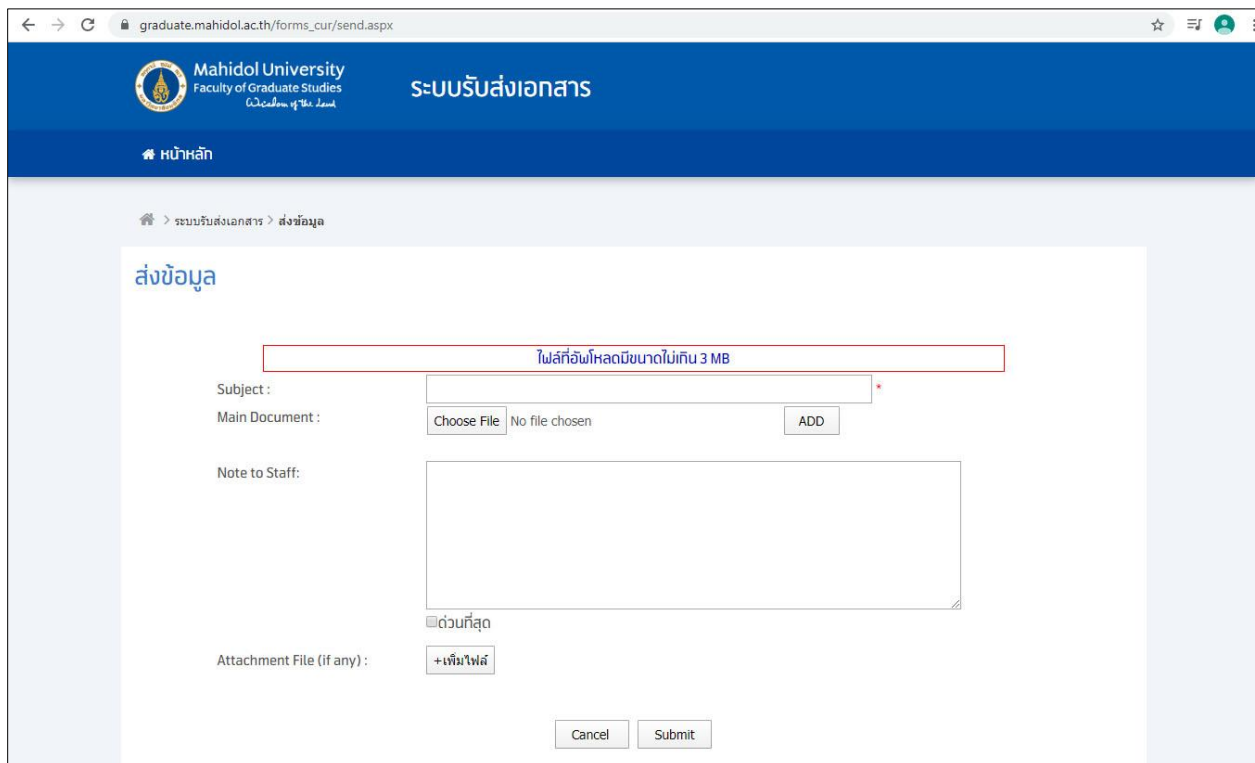 graduate.mahidol.ac.th/forms_cur/send.aspx
Mahidol University
Faculty of Graduate Studies
Wisdom of the Land
ระบบรับส่งเอกสาร
หน้าหลัก
> ระบบรับส่งเอกสาร > ส่งข้อมูล
ส่งข้อมูล
ไฟล์ที่อัพโหลดมีขนาดไม่เกิน 3 MB
Subject : *
Main Document : Choose File No file chosen ADD
Note to Staff:
ด่วนที่สุด
Attachment File (if any) : +เพิ่มไฟล์
Cancel Submit